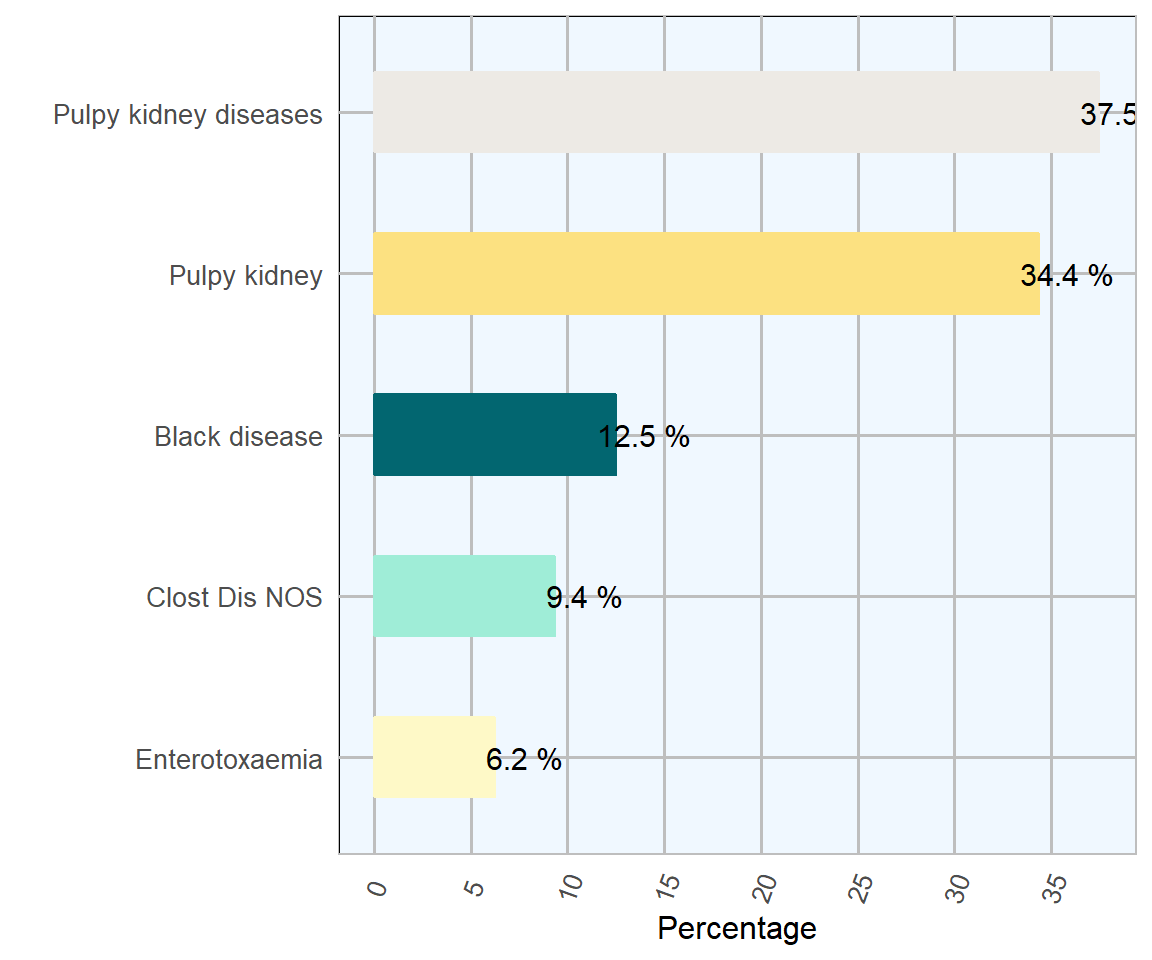 Pulpy kidney diseases
37.5
Pulpy kidney
34.4 %
Black disease
12.5 %
Clost Dis NOS
9.4 %
Enterotoxaemia
6.2 %
0 5 10 15 20 25 30 35
Percentage